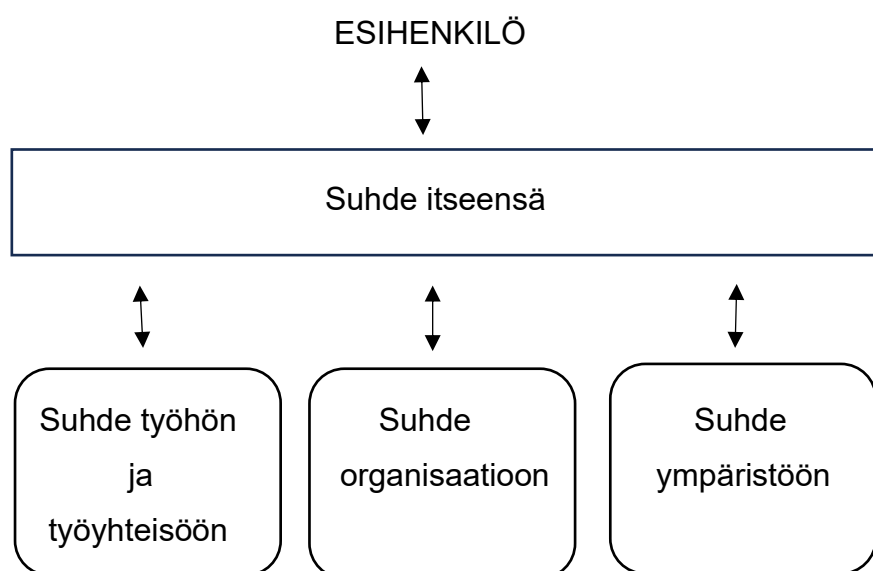 ESIHENKILÖ
Suhde itseensä
Suhde työhön
ja
työyhteisöön
Suhde
organisaatioon
Suhde
ympäristöön